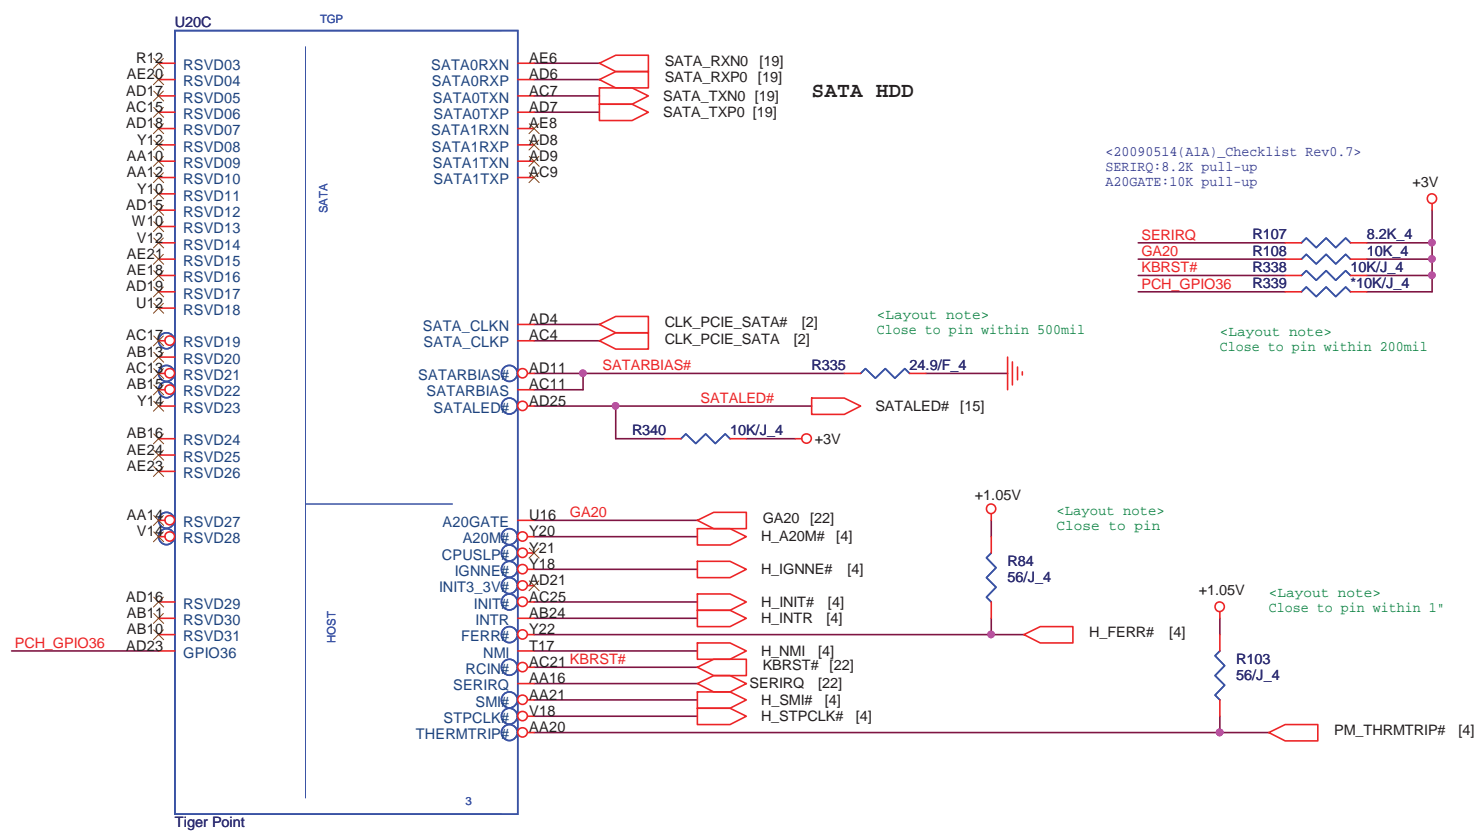 U20C
TGP
R12 RSVD03
AE20 RSVD04
AD17 RSVD05
AC15 RSVD06
AD18 RSVD07
Y12 RSVD08
AA10 RSVD09
AA12 RSVD10
Y10 RSVD11
AD15 RSVD12
W10 RSVD13
V12 RSVD14
AE21 RSVD15
AE18 RSVD16
AD19 RSVD17
U12 RSVD18
AC17 RSVD19
AB13 RSVD20
AC13 RSVD21
AB15 RSVD22
Y14 RSVD23
AB16 RSVD24
AE24 RSVD25
AE23 RSVD26
AA14 RSVD27
V14 RSVD28
AD16 RSVD29
AB11 RSVD30
AB10 RSVD31
PCH_GPIO36 AD23 GPIO36
SATA
HOST
SATA0RXN AE6 SATA_RXN0 [19]
SATA0RXP AD6 SATA_RXP0 [19]
SATA0TXN AC7 SATA_TXN0 [19]
SATA0TXP AD7 SATA_TXP0 [19]
SATA1RXN AE8
SATA1RXP AD8
SATA1TXN AD9
SATA1TXP AC9
SATA HDD
SATA_CLKN AD4 CLK_PCIE_SATA# [2]
SATA_CLKP AC4 CLK_PCIE_SATA [2]
<Layout note>
Close to pin within 500mil
SATARBIAS# AD11 SATARBIAS# R335 24.9/F_4
SATARBIAS AC11
SATALED# AD25 SATALED# SATALED# [15]
R340 10K/J_4 +3V
<20090514(A1A)_Checklist Rev0.7>
SERIRQ:8.2K pull-up
A20GATE:10K pull-up
+3V
SERIRQ R107 8.2K_4
GA20 R108 10K_4
KBRST# R338 10K/J_4
PCH_GPIO36 R339 *10K/J_4
<Layout note>
Close to pin within 200mil
A20GATE U16 GA20 GA20 [22]
A20M# Y20 H_A20M# [4]
CPUSLP# Y21
IGNNE# Y18 H_IGNNE# [4]
INIT3_3V# AD21
INIT# AC25 H_INIT# [4]
INTR AB24 H_INTR [4]
FERR# Y22 H_FERR# [4]
NMI T17 H_NMI [4]
RCIN# AC21 KBRST# KBRST# [22]
SERIRQ AA16 SERIRQ [22]
SMI# AA21 H_SMI# [4]
STPCLK# V18 H_STPCLK# [4]
THERMTRIP# AA20 PM_THRMTRIP# [4]
+1.05V
<Layout note>
Close to pin
R84
56/J_4
+1.05V
<Layout note>
Close to pin within 1"
R103
56/J_4
3
Tiger Point